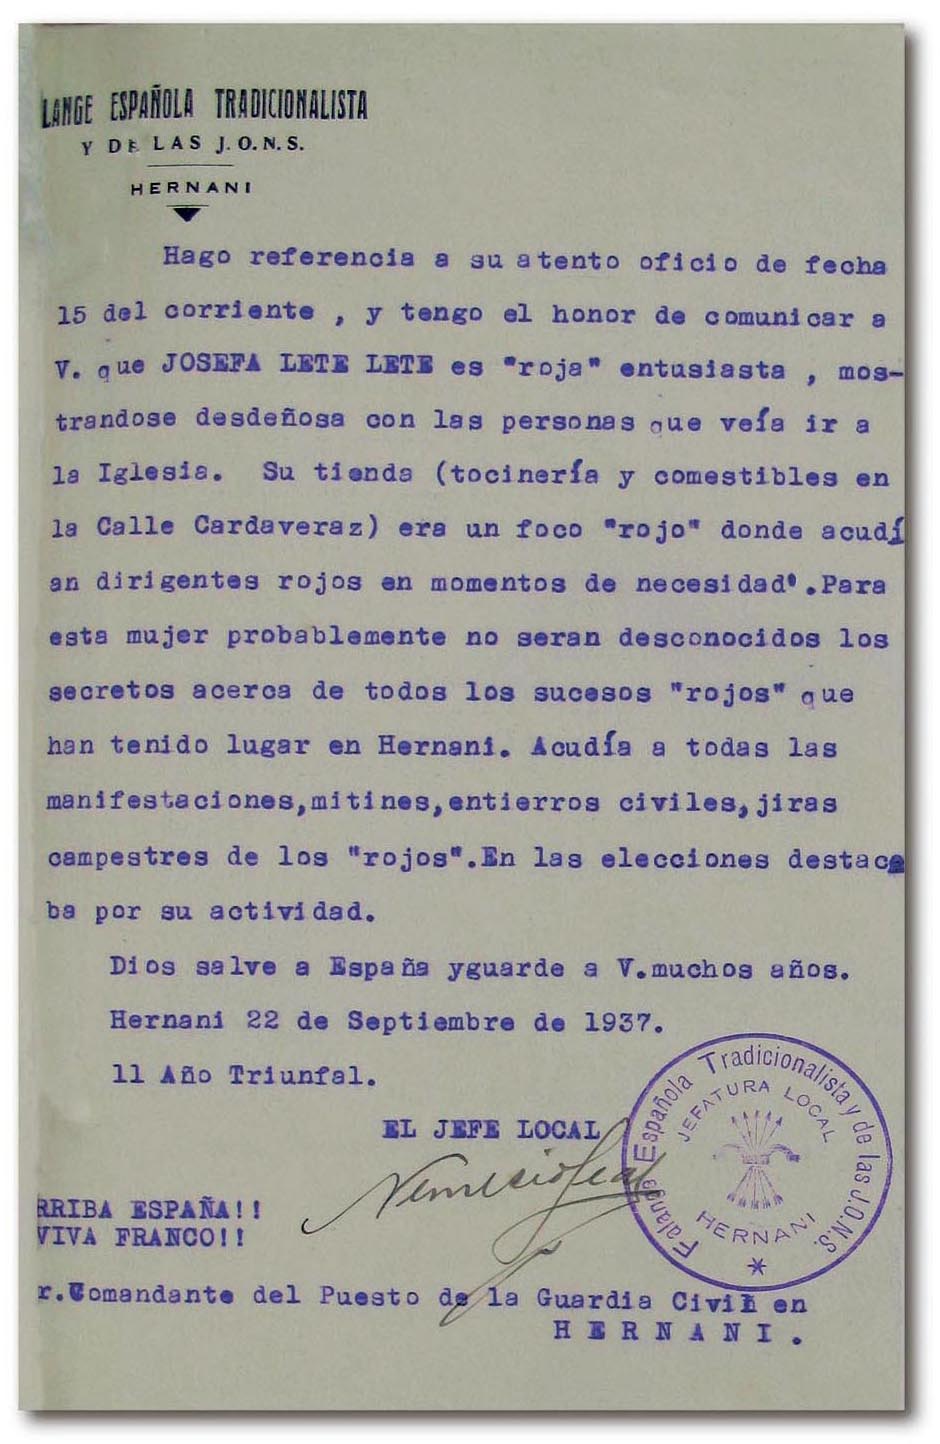 LANGE ESPAÑOLA TRADICIONALISTA
Y DE LAS J.O.N.S.
HERNANI
Hago referencia a su atento oficio de fecha
15 del corriente , y tengo el honor de comunicar a
V. que JOSEFA LETE LETE es "roja" entusiasta , mos-
trandose desdeñosa con las personas que veía ir a
la Iglesia. Su tienda (tocinería y comestibles en
la Calle Cardaveraz) era un foco "rojo" donde acudí
an dirigentes rojos en momentos de necesidad".Para
esta mujer probablemente no seran desconocidos los
secretos acerca de todos los sucesos "rojos" que
han tenido lugar en Hernani. Acudía a todas las
manifestaciones,mitines,entierros civiles,jiras
campestres de los "rojos".En las elecciones destaca
ba por su actividad.
Dios salve a España yguarde a V.muchos años.
Hernani 22 de Septiembre de 1937.
11 Año Triunfal.
EL JEFE LOCAL
Nemesio Leal
Falange Española Tradicionalista y de las J.O.N.S.
JEFATURA LOCAL
HERNANI
RRIBA ESPAÑA!!
VIVA FRANCO!!
r.Comandante del Puesto de la Guardia Civil en
H E R N A N I .